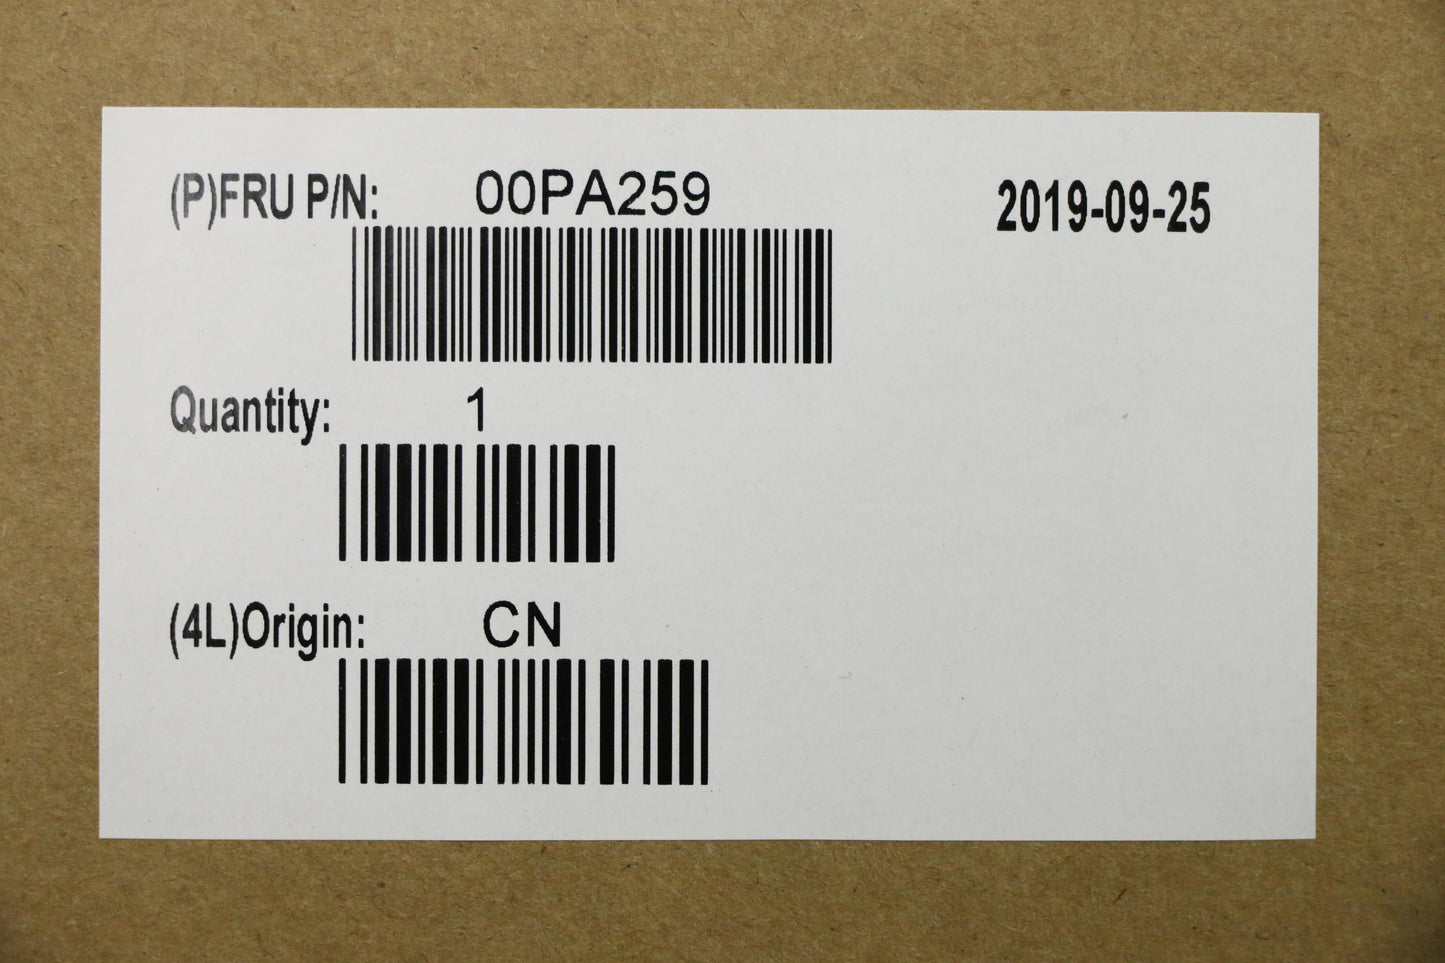 (P)FRU P/N: 00PA259 2019-09-25
Quantity: 1
(4L)Origin: CN